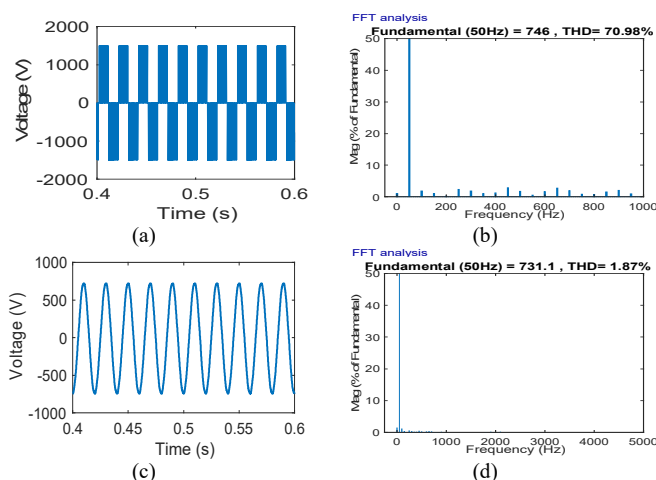 2000
1000
0
-1000
-2000
Voltage (V)
0.4
0.5
0.6
Time (s)
(a)
FFT analysis
Fundamental (50Hz) = 746 , THD= 70.98%
50
40
30
20
10
0
Mag (% of Fundamental)
0
200
400
600
800
1000
Frequency (Hz)
(b)
1000
500
0
-500
-1000
Voltage (V)
0.4
0.45
0.5
0.55
0.6
Time (s)
(c)
FFT analysis
Fundamental (50Hz) = 731.1 , THD= 1.87%
50
40
30
20
10
0
Mag (% of Fundamental)
0
1000
2000
3000
4000
5000
Frequency (Hz)
(d)